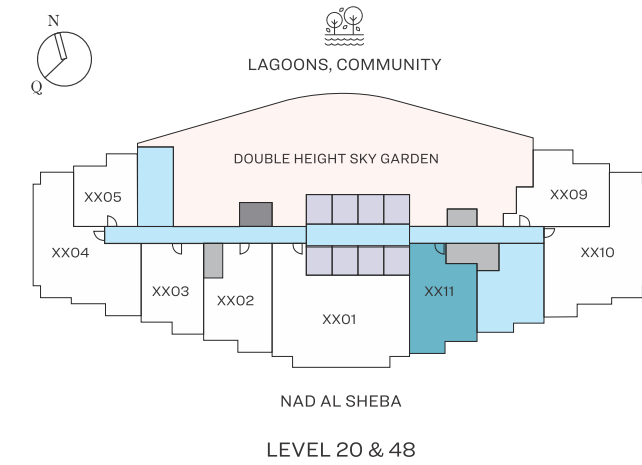 N
Q
LAGOONS, COMMUNITY
DOUBLE HEIGHT SKY GARDEN
XX05
XX09
XX04
XX10
XX03
XX02
XX01
XX11
NAD AL SHEBA
LEVEL 20 & 48